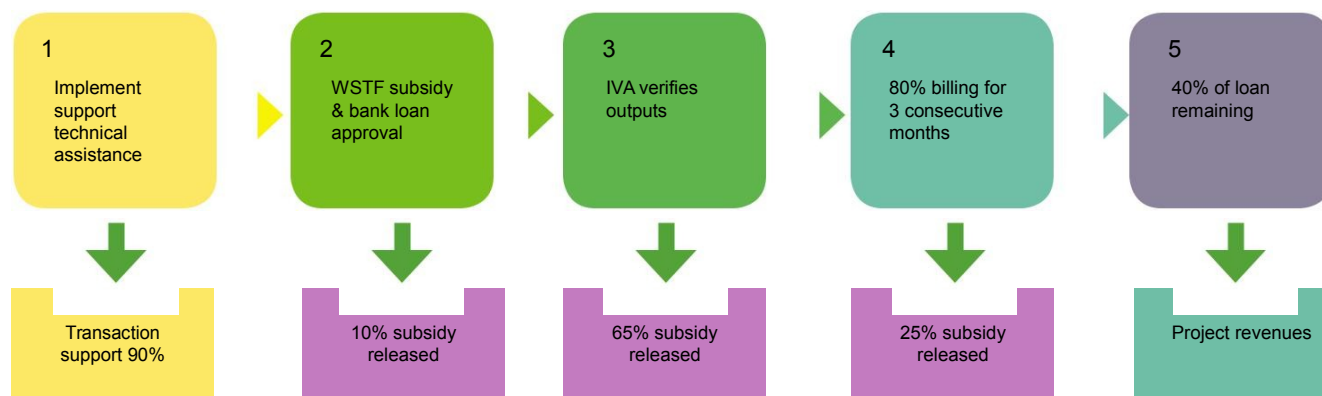 1
Implement
support
technical
assistance
2
WSTF subsidy
& bank loan
approval
3
IVA verifies
outputs
4
80% billing for
3 consecutive
months
5
40% of loan
remaining
Transaction
support 90%
10% subsidy
released
65% subsidy
released
25% subsidy
released
Project revenues